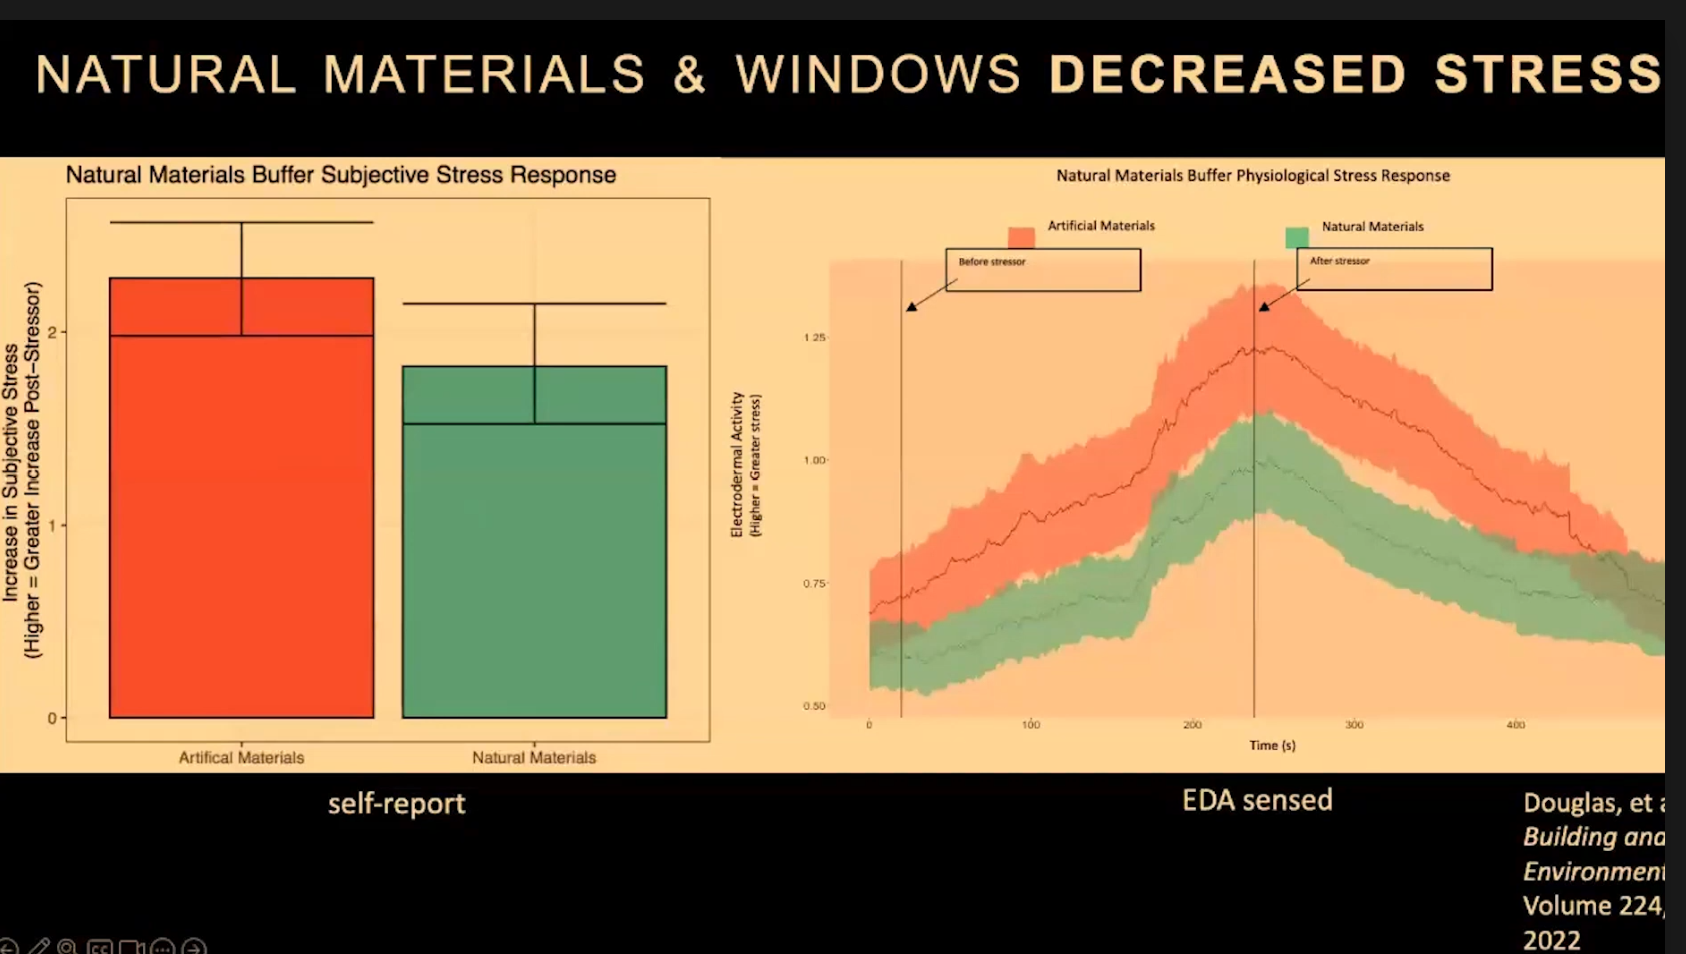 NATURAL MATERIALS & WINDOWS DECREASED STRESS
Natural Materials Buffer Subjective Stress Response
Increase in Subjective Stress
(Higher = Greater Increase Post–Stressor)
2
1
0
Artifical Materials
Natural Materials
self-report
Natural Materials Buffer Physiological Stress Response
Artificial Materials
Natural Materials
Before stressor
After stressor
Electrodermal Activity
(Higher = Greater stress)
1.25
1.00
0.75
0.50
0
100
200
300
400
Time (s)
EDA sensed
Douglas, et
Building and
Environment
Volume 224,
2022
CC